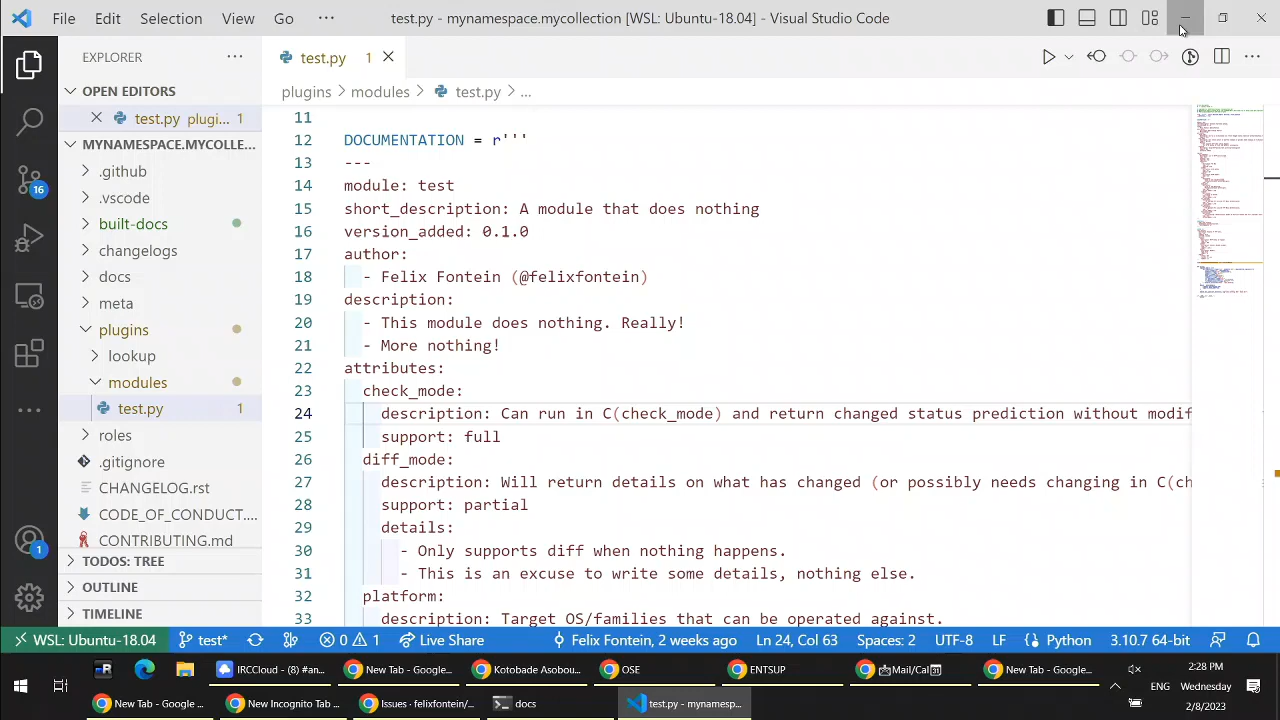 File Edit Selection View Go ··· test.py - mynamespace.mycollection [WSL: Ubuntu-18.04] - Visual Studio Code
EXPLORER ···
test.py 1
OPEN EDITORS
test.py plugi... 1
MYNAMESPACE.MYCOLLE...
.github
.vscode
built-docs
changelogs
docs
meta
plugins
lookup
modules
test.py 1
roles
.gitignore
CHANGELOG.rst
CODE_OF_CONDUCT....
CONTRIBUTING.md
TODOS: TREE
OUTLINE
TIMELINE
16
1
plugins > modules > test.py > ...
11
12 DOCUMENTATION = r'''
13 ---
14 module: test
15 short_descripti module that does nothing
16 version_added: 0.1.0
17 author:
18 - Felix Fontein (@felixfontein)
19 description:
20 - This module does nothing. Really!
21 - More nothing!
22 attributes:
23 check_mode:
24 description: Can run in C(check_mode) and return changed status prediction without modif
25 support: full
26 diff_mode:
27 description: Will return details on what has changed (or possibly needs changing in C(ch
28 support: partial
29 details:
30 - Only supports diff when nothing happens.
31 - This is an excuse to write some details, nothing else.
32 platform:
33 description: Target OS/families that can be operated against.
WSL: Ubuntu-18.04 test* 0 1 Live Share Felix Fontein, 2 weeks ago Ln 24, Col 63 Spaces: 2 UTF-8 LF Python 3.10.7 64-bit
IRCCloud - (8) #an... New Tab - Google... Kotobade Asobou... OSE ENTSUP Mail/Cal New Tab - Google... 2:28 PM
ENG Wednesday
New Tab - Google ... New Incognito Tab ... Issues · felixfontein/... docs test.py - mynamesp... 2/8/2023